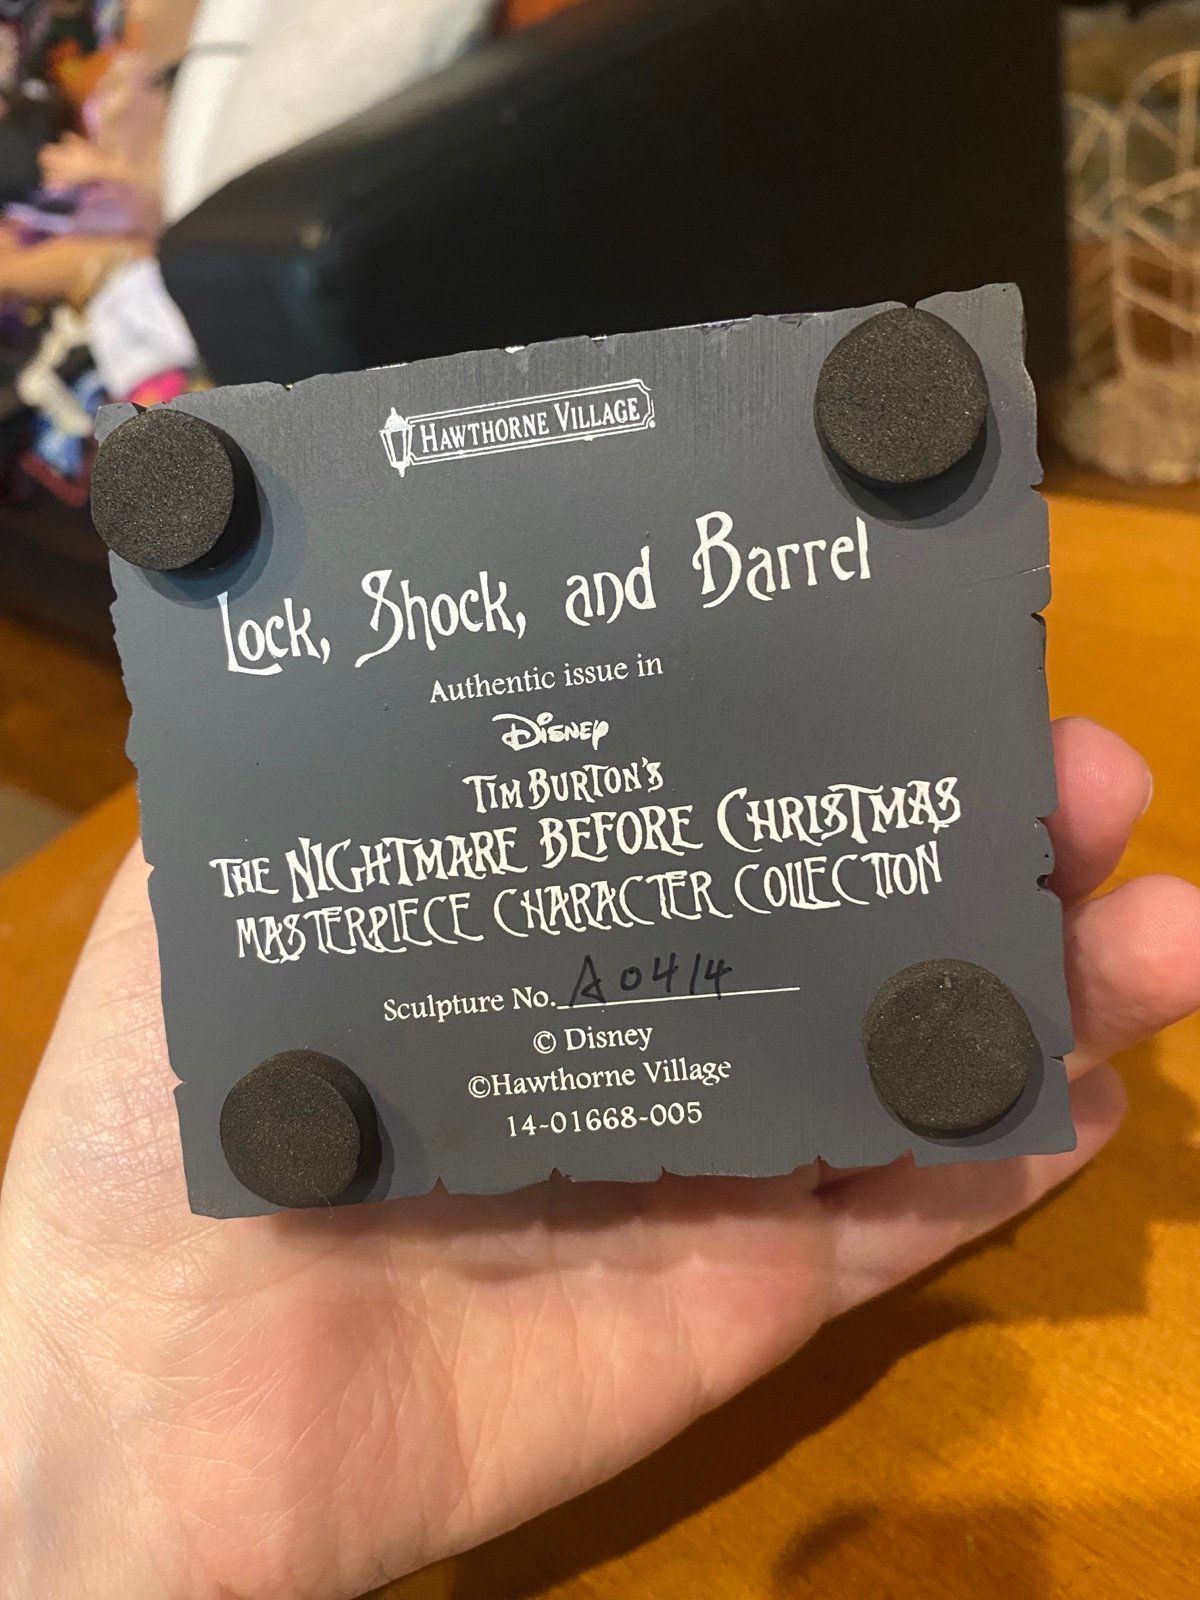 HAWTHORNE VILLAGE
Lock, Shock, and Barrel
Authentic issue in
DISNEY
TIM BURTON'S
THE NIGHTMARE BEFORE CHRISTMAS
MASTERPIECE CHARACTER COLLECTION
Sculpture No. A0414
© Disney
©Hawthorne Village
14-01668-005